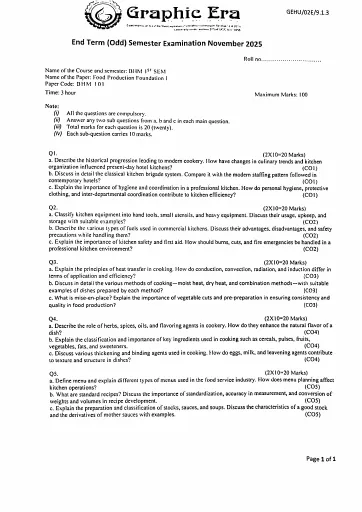 Graphic Era
GEHU/02E/9.1.3
End Term (Odd) Semester Examination November 2025
Roll no.
Name of the Course and semester: BHM 1ST SEM
Name of the Paper: Food Production Foundation I
Paper Code: BHM 101
Time: 3 hour
Maximum Marks: 100
Note:
(i) All the questions are compulsory.
(ii) Answer any two sub questions from a, b and c in each main question.
(iii) Total marks for each question is 20 (twenty).
(iv) Each sub-question carries 10 marks.
Q1.
(2X10=20 Marks)
a. Describe the historical progression leading to modern cookery. How have changes in culinary trends and kitchen
organization influenced present-day hotel kitchens? (CO1)
b. Discuss in detail the classical kitchen brigade system. Compare it with the modern staffing pattern followed in
contemporary hotels. (CO1)
c. Explain the importance of hygiene and coordination in a professional kitchen. How do personal hygiene, protective
clothing, and inter-departmental coordination contribute to kitchen efficiency? (CO1)
Q2.
(2X10=20 Marks)
a. Classify kitchen equipment into hand tools, small utensils, and heavy equipment. Discuss their usage, upkeep, and
storage with suitable examples? (CO2)
b. Describe the various types of fuels used in commercial kitchens. Discuss their advantages, disadvantages, and safety
precautions while handling them? (CO2)
c. Explain the importance of kitchen safety and first aid. How should burns, cuts, and fire emergencies be handled in a
professional kitchen environment? (CO2)
Q3.
(2X10=20 Marks)
a. Explain the principles of heat transfer in cooking. How do conduction, convection, radiation, and induction differ in
terms of application and efficiency? (CO3)
b. Discuss in detail the various methods of cooking—moist heat, dry heat, and combination methods—with suitable
examples of dishes prepared by each method? (CO3)
c. What is mise-en-place? Explain the importance of vegetable cuts and pre-preparation in ensuring consistency and
quality in food production? (CO3)
Q4.
(2X10=20 Marks)
a. Describe the role of herbs, spices, oils, and flavoring agents in cookery. How do they enhance the natural flavor of a
dish? (CO4)
b. Explain the classification and importance of key ingredients used in cooking such as cereals, pulses, fruits,
vegetables, fats, and sweeteners. (CO4)
c. Discuss various thickening and binding agents used in cooking. How do eggs, milk, and leavening agents contribute
to texture and structure in dishes? (CO4)
Q5.
(2X10=20 Marks)
a. Define menu and explain different types of menus used in the food service industry. How does menu planning affect
kitchen operations? (CO5)
b. What are standard recipes? Discuss the importance of standardization, accuracy in measurement, and conversion of
weights and volumes in recipe development. (CO5)
c. Explain the preparation and classification of stocks, sauces, and soups. Discuss the characteristics of a good stock
and the derivatives of mother sauces with examples. (CO5)
Page 1 of 1